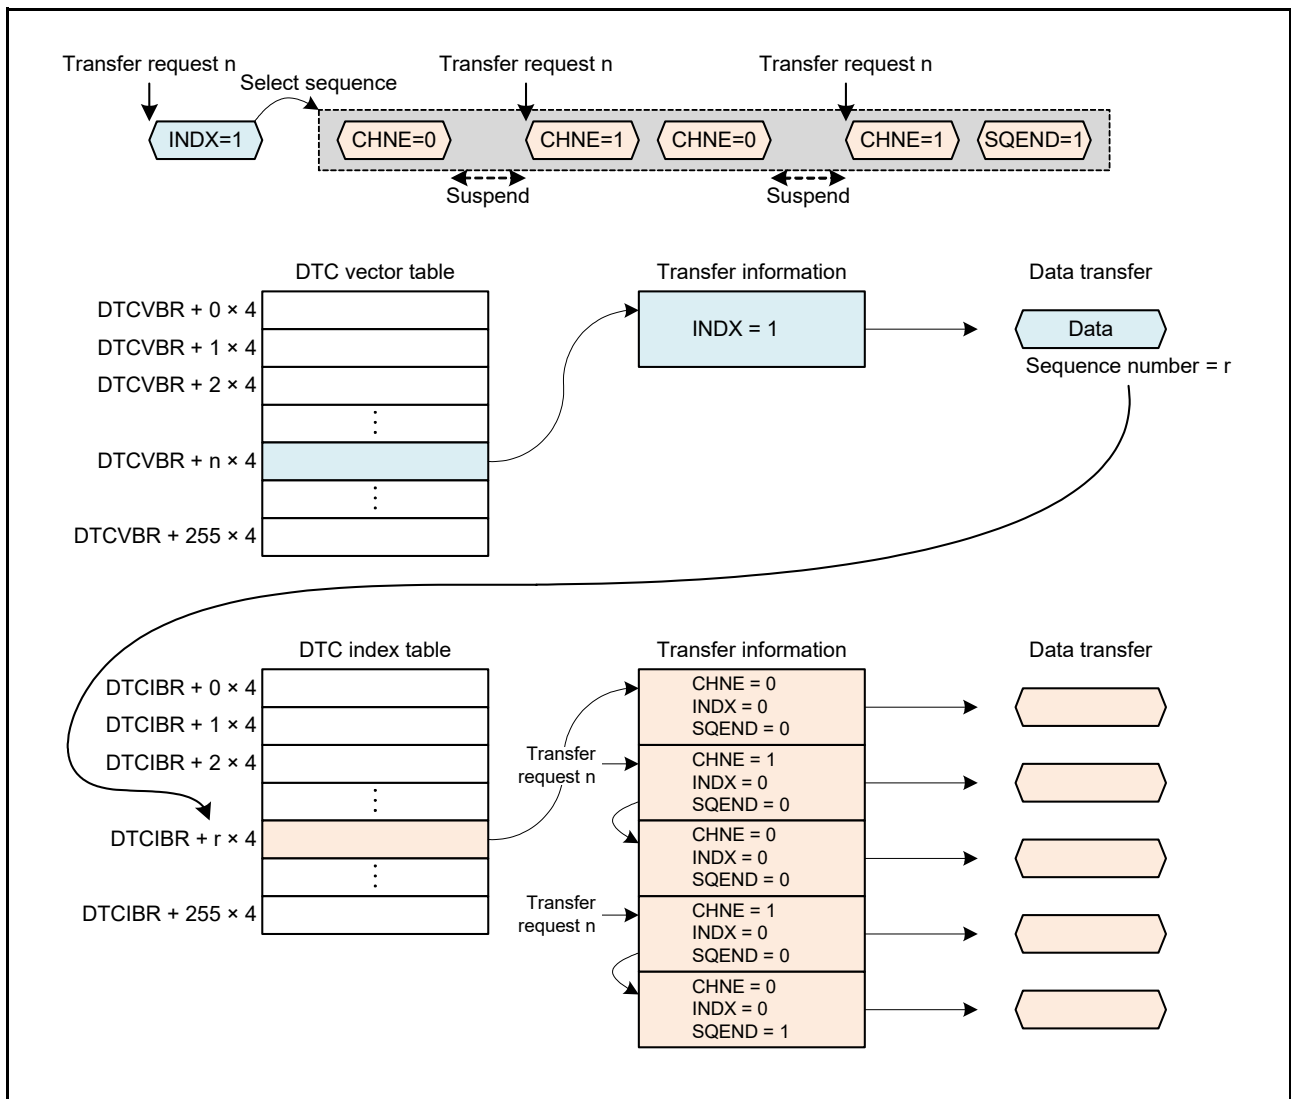 Transfer request n
Transfer request n
Transfer request n
Select sequence
INDX=1
CHNE=0
CHNE=1
CHNE=0
CHNE=1
SQEND=1
Suspend
Suspend
DTC vector table
Transfer information
Data transfer
DTCVBR + 0 × 4
DTCVBR + 1 × 4
DTCVBR + 2 × 4
⋮
DTCVBR + n × 4
⋮
DTCVBR + 255 × 4
INDX = 1
Data
Sequence number = r
DTC index table
Transfer information
Data transfer
DTCIBR + 0 × 4
DTCIBR + 1 × 4
DTCIBR + 2 × 4
⋮
DTCIBR + r × 4
⋮
DTCIBR + 255 × 4
CHNE = 0
INDX = 0
SQEND = 0
Transfer
request n
CHNE = 1
INDX = 0
SQEND = 0
CHNE = 0
INDX = 0
SQEND = 0
Transfer
request n
CHNE = 1
INDX = 0
SQEND = 0
CHNE = 0
INDX = 0
SQEND = 1